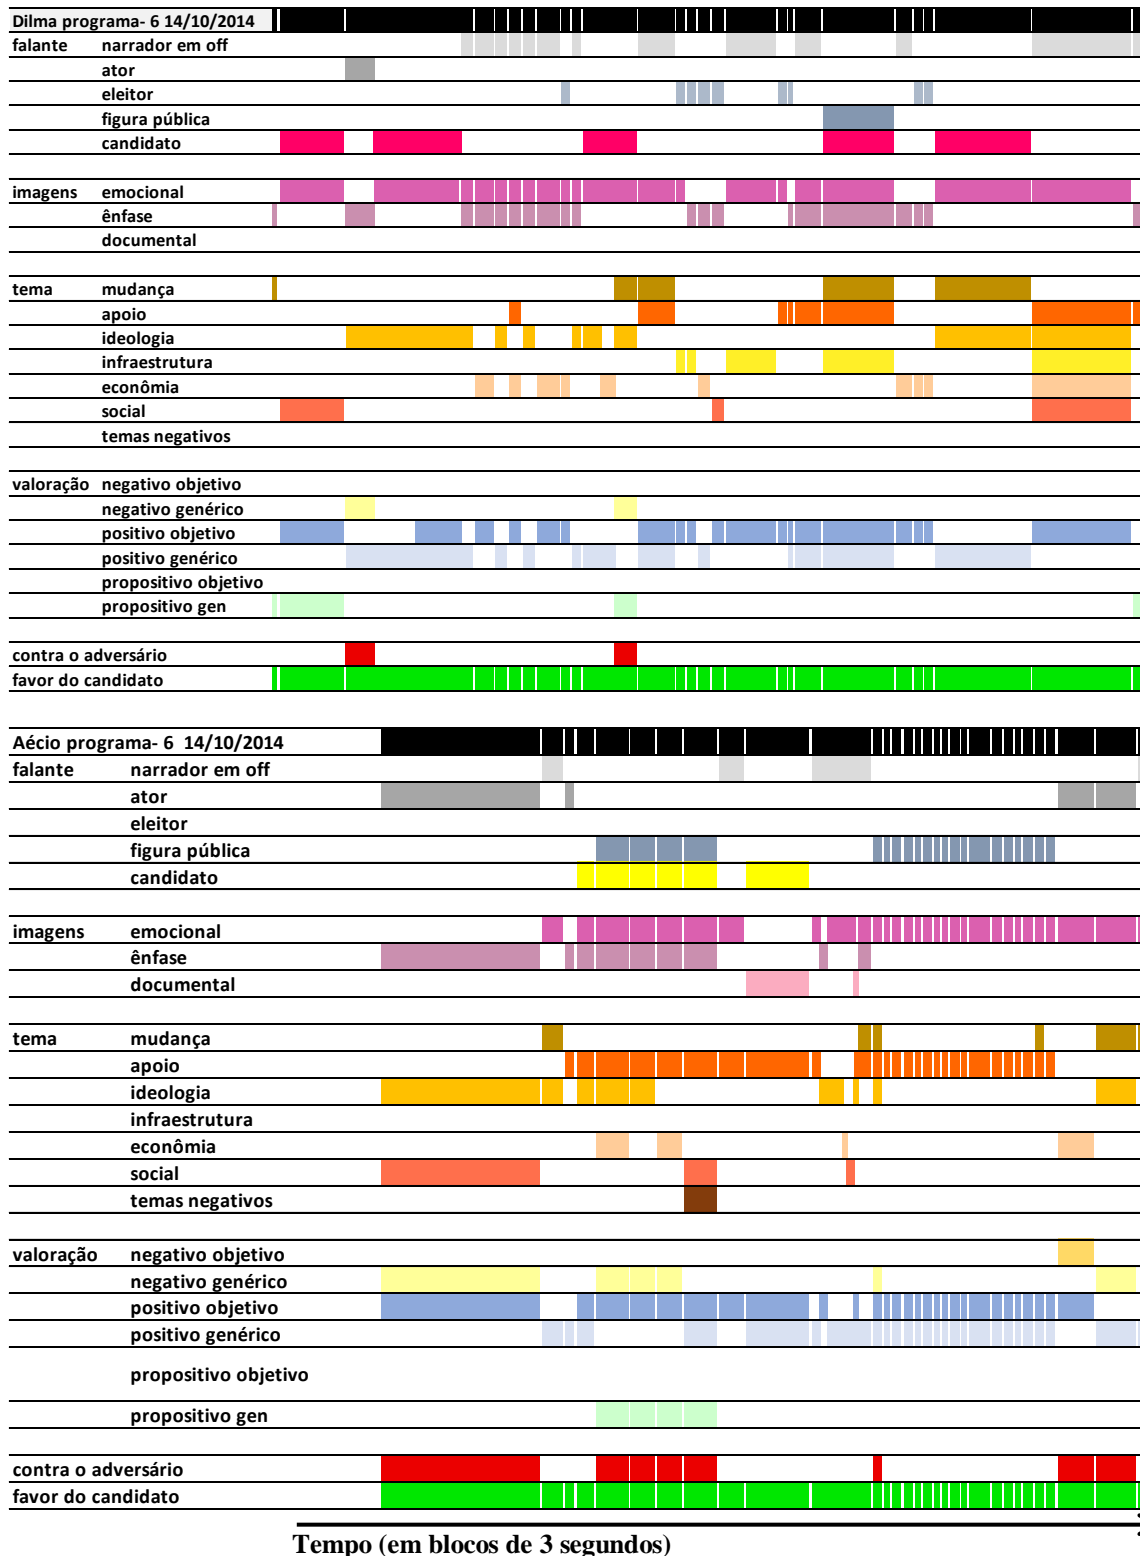 Dilma programa- 6 14/10/2014
falante narrador em off
ator
eleitor
figura pública
candidato
imagens emocional
ênfase
documental
tema mudança
apoio
ideologia
infraestrutura
econômia
social
temas negativos
valoração negativo objetivo
negativo genérico
positivo objetivo
positivo genérico
propositivo objetivo
propositivo gen
contra o adversário
favor do candidato
Aécio programa- 6 14/10/2014
falante narrador em off
ator
eleitor
figura pública
candidato
imagens emocional
ênfase
documental
tema mudança
apoio
ideologia
infraestrutura
econômia
social
temas negativos
valoração negativo objetivo
negativo genérico
positivo objetivo
positivo genérico
propositivo objetivo
propositivo gen
contra o adversário
favor do candidato
Tempo (em blocos de 3 segundos)